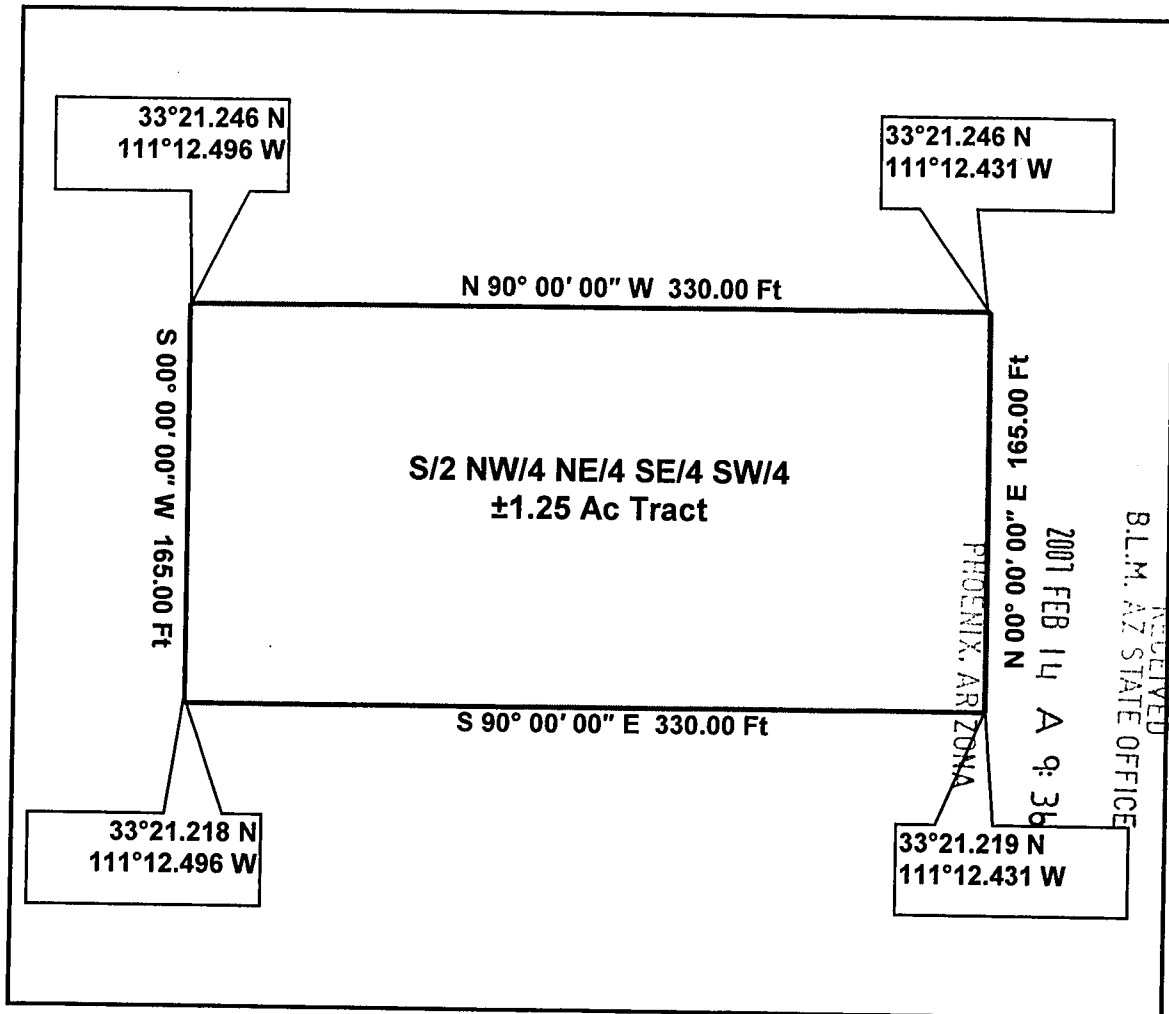 33°21.246 N
111°12.496 W
33°21.246 N
111°12.431 W
N 90° 00' 00" W 330.00 Ft
S 00° 00' 00" W 165.00 Ft
S/2 NW/4 NE/4 SE/4 SW/4
±1.25 Ac Tract
N 00° 00' 00" E 165.00 Ft
S 90° 00' 00" E 330.00 Ft
33°21.218 N
111°12.496 W
33°21.219 N
111°12.431 W
RECEIVED
B.L.M. AZ STATE OFFICE
2007 FEB 14 A 9:36
PHOENIX, ARIZONA